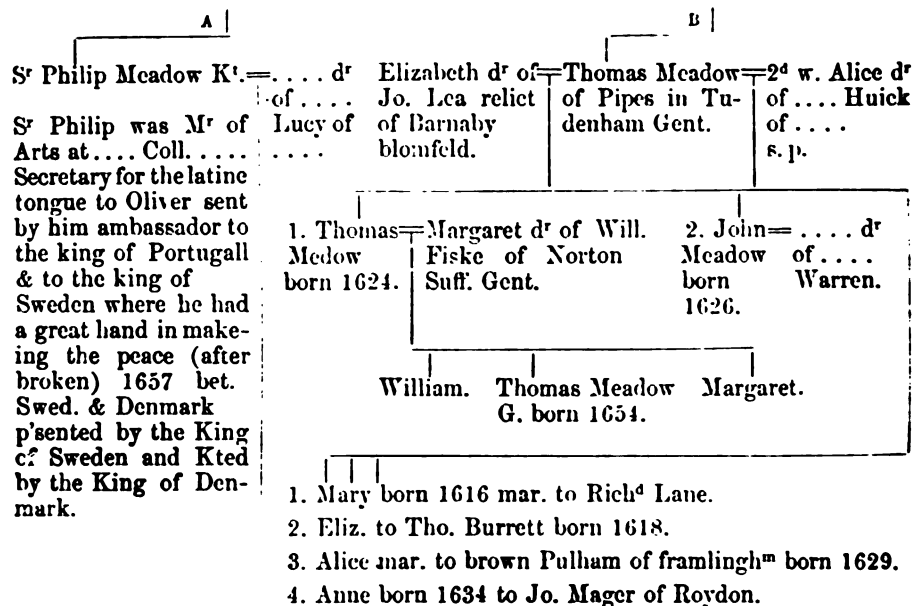 A B
Sʳ Philip Meadow Kᵗ.=.... dʳ
of ....
Lucy of
....
Sʳ Philip was Mʳ of
Arts at.... Coll.....
Secretary for the latine
tongue to Oliver sent
by him ambassador to
the king of Portugall
& to the king of
Sweden where he had
a great hand in make-
ing the peace (after
broken) 1657 bet.
Swed. & Denmark
p'sented by the King
of Sweden and Kted
by the King of Den-
mark.
Elizabeth dʳ of
Jo. Lea relict
of Barnaby
blomfeld.
Thomas Meadow
of Pipes in Tu-
denham Gent.
2ᵈ w. Alice dʳ
of .... Huick
of ....
s. p.
1. Thomas
Medow
born 1624.
Margaret dʳ of Will.
Fiske of Norton
Suff. Gent.
2. John
Meadow
born
1626.
.... dʳ
of ....
Warren.
William.
Thomas Meadow
G. born 1654.
Margaret.
1. Mary born 1616 mar. to Richᵈ Lane.
2. Eliz. to Tho. Burrett born 1618.
3. Alice mar. to brown Pulham of framlinghᵐ born 1629.
4. Anne born 1634 to Jo. Mager of Roydon.